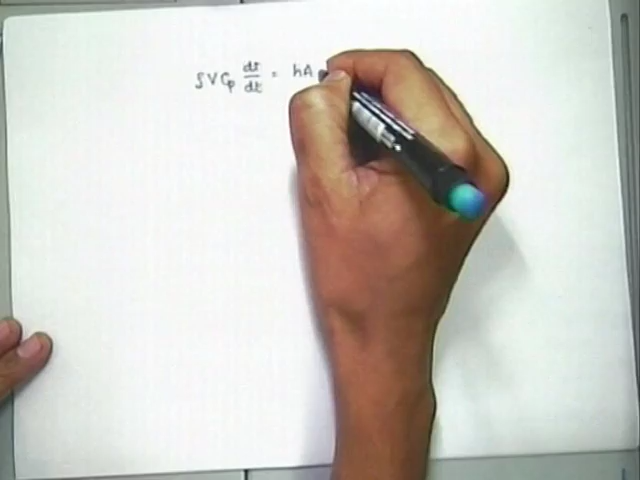 ρVCp dT/dt = hA